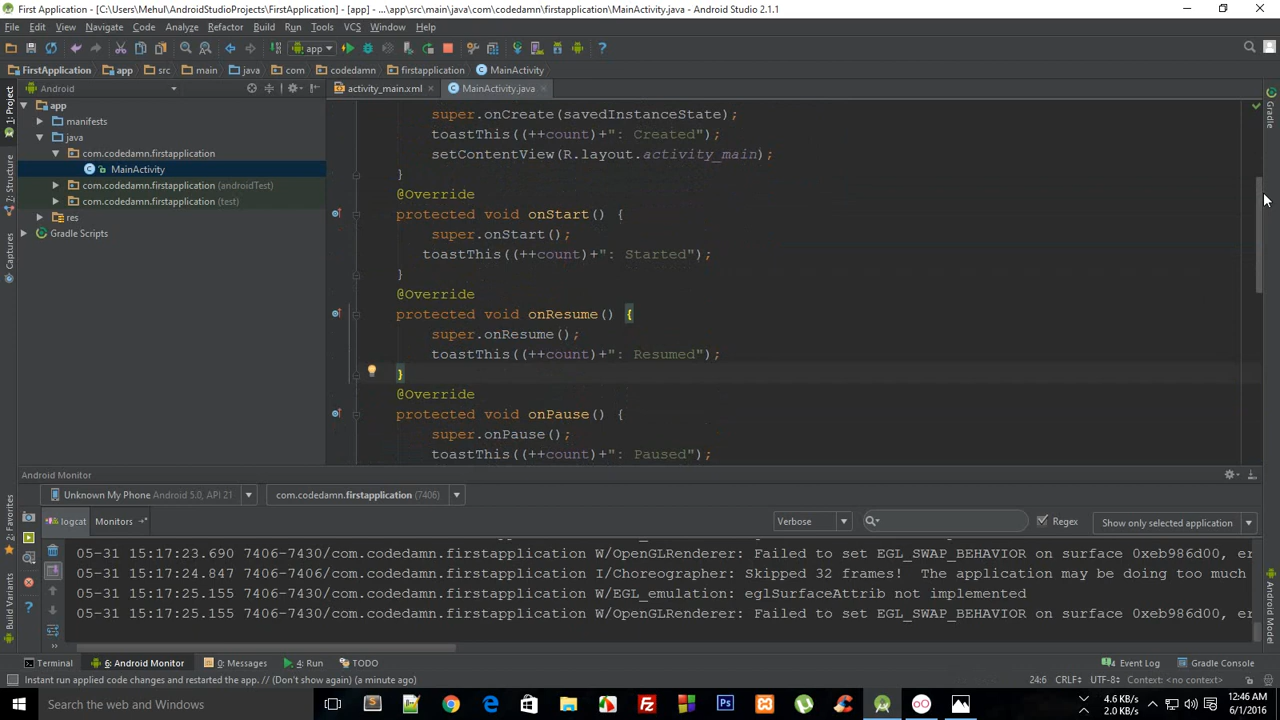 First Application - [C:\Users\Mehul\AndroidStudioProjects\FirstApplication] - [app] - ...\app\src\main\java\com\codedamn\firstapplication\MainActivity.java - Android Studio 2.1.1
File Edit View Navigate Code Analyze Refactor Build Run Tools VCS Window Help
app
FirstApplication app src main java com codedamn firstapplication MainActivity
Android
activity_main.xml MainActivity.java
1: Project
7: Structure
Captures
2: Favorites
Build Variants
app
manifests
java
com.codedamn.firstapplication
MainActivity
com.codedamn.firstapplication (androidTest)
com.codedamn.firstapplication (test)
res
Gradle Scripts
super.onCreate(savedInstanceState);
toastThis((++count)+": Created");
setContentView(R.layout.activity_main);
}
@Override
protected void onStart() {
super.onStart();
toastThis((++count)+": Started");
}
@Override
protected void onResume() {
super.onResume();
toastThis((++count)+": Resumed");
}
@Override
protected void onPause() {
super.onPause();
toastThis((++count)+": Paused");
Gradle
Android Model
Android Monitor
Unknown My Phone Android 5.0, API 21 com.codedamn.firstapplication (7406)
logcat Monitors Verbose Regex Show only selected application
05-31 15:17:23.690 7406-7430/com.codedamn.firstapplication W/OpenGLRenderer: Failed to set EGL_SWAP_BEHAVIOR on surface 0xeb986d00, er
05-31 15:17:24.847 7406-7406/com.codedamn.firstapplication I/Choreographer: Skipped 32 frames!  The application may be doing too much
05-31 15:17:25.155 7406-7430/com.codedamn.firstapplication W/EGL_emulation: eglSurfaceAttrib not implemented
05-31 15:17:25.155 7406-7430/com.codedamn.firstapplication W/OpenGLRenderer: Failed to set EGL_SWAP_BEHAVIOR on surface 0xeb986d00, er
Terminal 6: Android Monitor 0: Messages 4: Run TODO Event Log Gradle Console
Instant run applied code changes and restarted the app. // (Don't show again) (a minute ago) 24:6 CRLF UTF-8 Context: <no context>
Search the web and Windows
4.6 KB/s
2.0 KB/s
12:46 AM
6/1/2016